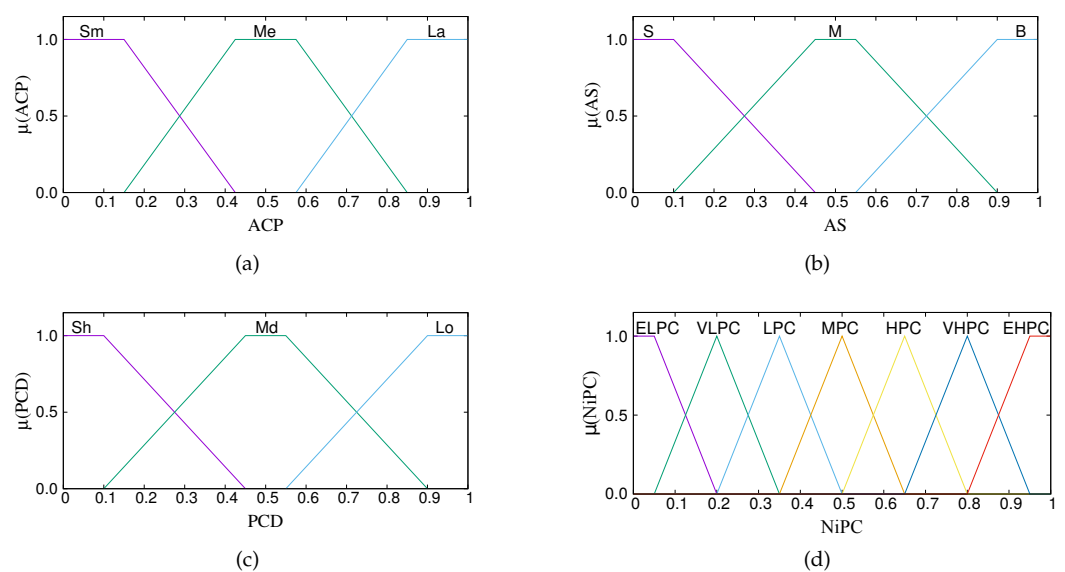 Sm Me La
1.0
0.5
0.0
μ(ACP)
0 0.1 0.2 0.3 0.4 0.5 0.6 0.7 0.8 0.9 1
ACP
(a)
S M B
1.0
0.5
0.0
μ(AS)
0 0.1 0.2 0.3 0.4 0.5 0.6 0.7 0.8 0.9 1
AS
(b)
Sh Md Lo
1.0
0.5
0.0
μ(PCD)
0 0.1 0.2 0.3 0.4 0.5 0.6 0.7 0.8 0.9 1
PCD
(c)
ELPC VLPC LPC MPC HPC VHPC EHPC
1.0
0.5
0.0
μ(NiPC)
0 0.1 0.2 0.3 0.4 0.5 0.6 0.7 0.8 0.9 1
NiPC
(d)